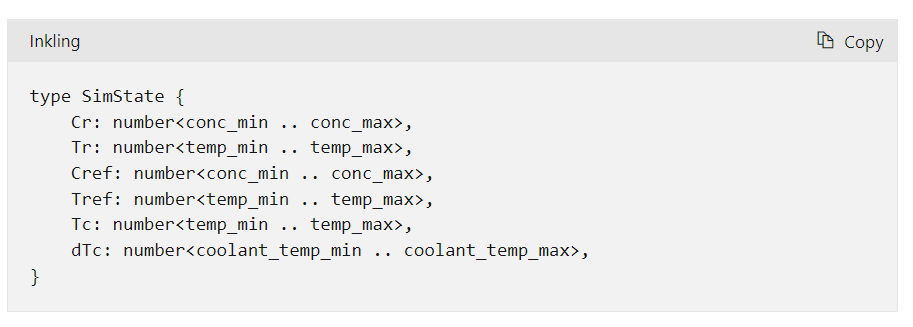 Inkling
Copy
type SimState {
    Cr: number<conc_min .. conc_max>,
    Tr: number<temp_min .. temp_max>,
    Cref: number<conc_min .. conc_max>,
    Tref: number<temp_min .. temp_max>,
    Tc: number<temp_min .. temp_max>,
    dTc: number<coolant_temp_min .. coolant_temp_max>,
}